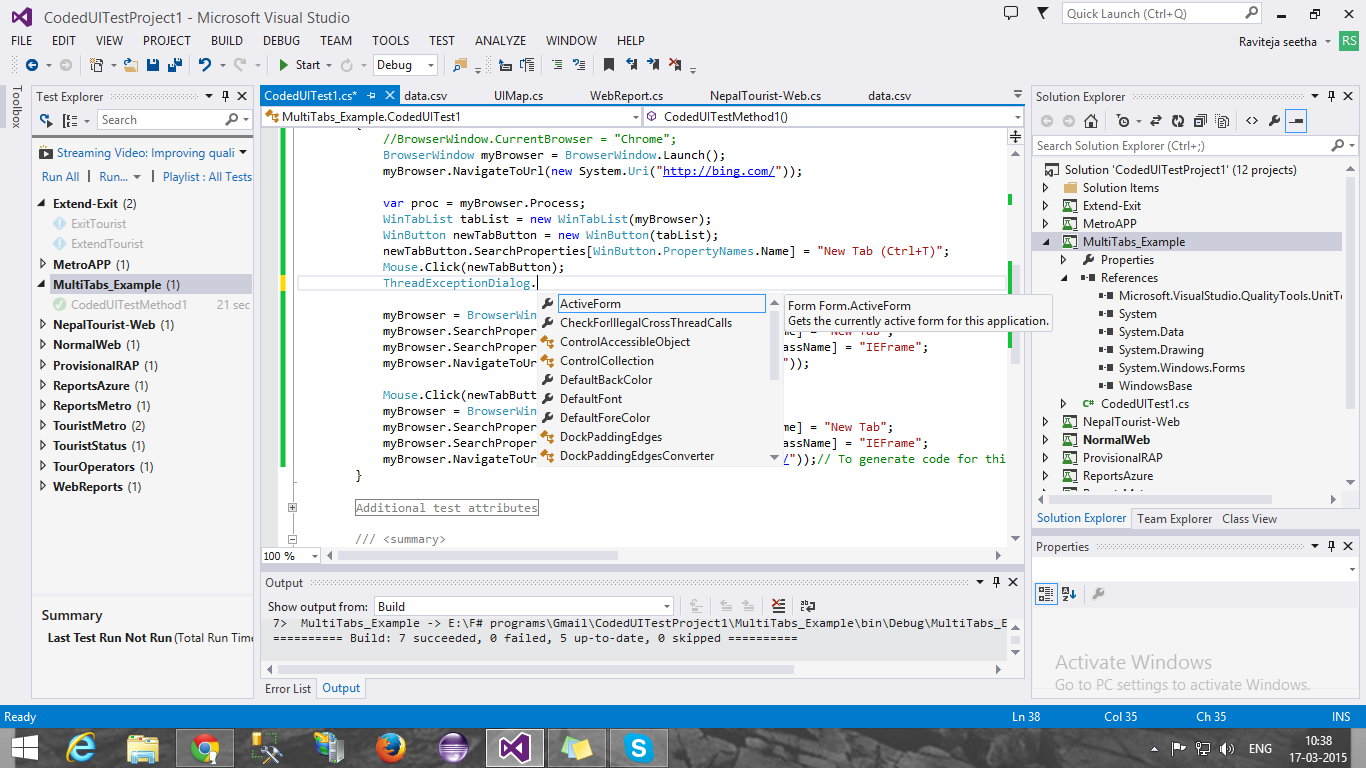 CodedUITestProject1 - Microsoft Visual Studio
Quick Launch (Ctrl+Q)
FILE EDIT VIEW PROJECT BUILD DEBUG TEAM TOOLS TEST ANALYZE WINDOW HELP
Raviteja seetha
RS
Start
Debug
Toolbox
Test Explorer
Search
Streaming Video: Improving quali
Run All
Run...
Playlist : All Tests
Extend-Exit (2)
ExitTourist
ExtendTourist
MetroAPP (1)
MultiTabs_Example (1)
CodedUITestMethod1 21 sec
NepalTourist-Web (1)
NormalWeb (1)
ProvisionalRAP (1)
ReportsAzure (1)
ReportsMetro (1)
TouristMetro (2)
TouristStatus (1)
TourOperators (1)
WebReports (1)
Summary
Last Test Run Not Run (Total Run Time
CodedUITest1.cs*
data.csv
UIMap.cs
WebReport.cs
NepalTourist-Web.cs
data.csv
MultiTabs_Example.CodedUITest1
CodedUITestMethod1()
{
//BrowserWindow.CurrentBrowser = "Chrome";
BrowserWindow myBrowser = BrowserWindow.Launch();
myBrowser.NavigateToUrl(new System.Uri("http://bing.com/"));
var proc = myBrowser.Process;
WinTabList tabList = new WinTabList(myBrowser);
WinButton newTabButton = new WinButton(tabList);
newTabButton.SearchProperties[WinButton.PropertyNames.Name] = "New Tab (Ctrl+T)";
Mouse.Click(newTabButton);
ThreadExceptionDialog.
myBrowser = BrowserWin
myBrowser.SearchProper ame] = "New Tab";
myBrowser.SearchProper assName] = "IEFrame";
myBrowser.NavigateToUr "));
Mouse.Click(newTabButt
myBrowser = BrowserWin
myBrowser.SearchProper ame] = "New Tab";
myBrowser.SearchProper assName] = "IEFrame";
myBrowser.NavigateToUr /"));// To generate code for thi
}
Additional test attributes
/// <summary>
ActiveForm
CheckForIllegalCrossThreadCalls
ControlAccessibleObject
ControlCollection
DefaultBackColor
DefaultFont
DefaultForeColor
DockPaddingEdges
DockPaddingEdgesConverter
Form Form.ActiveForm
Gets the currently active form for this application.
100 %
Output
Show output from: Build
7> MultiTabs_Example -> E:\F# programs\Gmail\CodedUITestProject1\MultiTabs_Example\bin\Debug\MultiTabs_E
========== Build: 7 succeeded, 0 failed, 5 up-to-date, 0 skipped ==========
Error List
Output
Solution Explorer
Search Solution Explorer (Ctrl+;)
Solution 'CodedUITestProject1' (12 projects)
Solution Items
Extend-Exit
MetroAPP
MultiTabs_Example
Properties
References
Microsoft.VisualStudio.QualityTools.UnitTe
System
System.Data
System.Drawing
System.Windows.Forms
WindowsBase
C# CodedUITest1.cs
NepalTourist-Web
NormalWeb
ProvisionalRAP
ReportsAzure
Solution Explorer
Team Explorer
Class View
Properties
Activate Windows
Go to PC settings to activate Windows.
Ready
Ln 38
Col 35
Ch 35
INS
ENG
10:38
17-03-2015